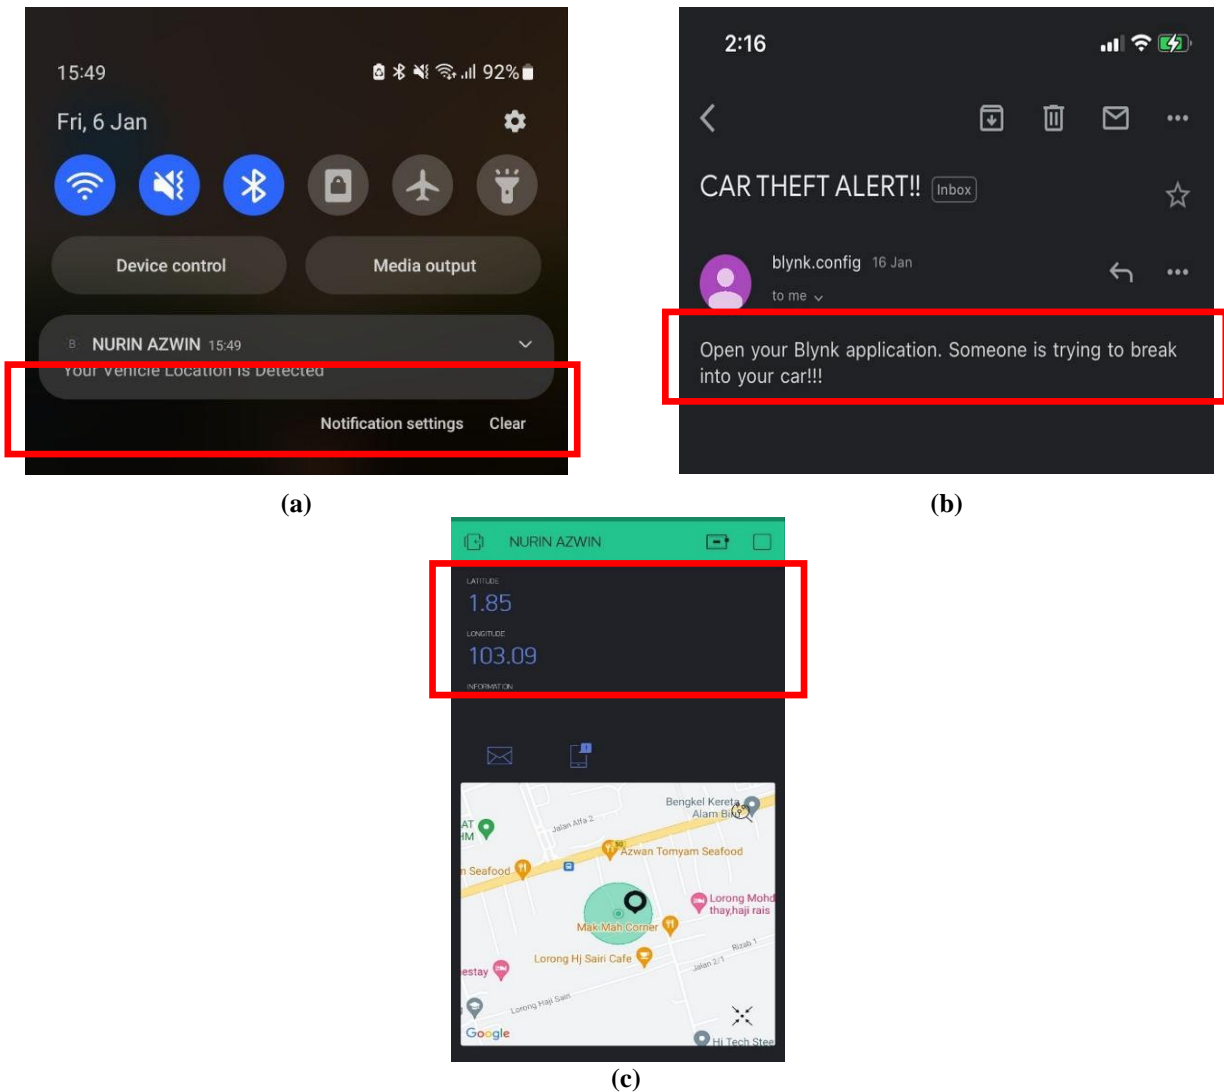 15:49
92%
Fri, 6 Jan
Device control
Media output
B NURIN AZWIN 15:49
Your Vehicle Location Is Detected
Notification settings Clear
(a)
2:16
CAR THEFT ALERT!! Inbox
blynk.config 16 Jan
to me
Open your Blynk application. Someone is trying to break
into your car!!!
(b)
NURIN AZWIN
LATITUDE
1.85
LONGITUDE
103.09
INFORMATION
Bengkel Kereta
Alam Bi
Jalan Alfa 2
AT
HM
50
Azwan Tomyam Seafood
n Seafood
Lorong Mohd
thay,haji rais
Mak Mah Corner
Rizab 1
Lorong Hj Sairi Cafe
Jalan 2/1
estay
Lorong Haji Sairi
Google
Hi Tech Stee
(c)